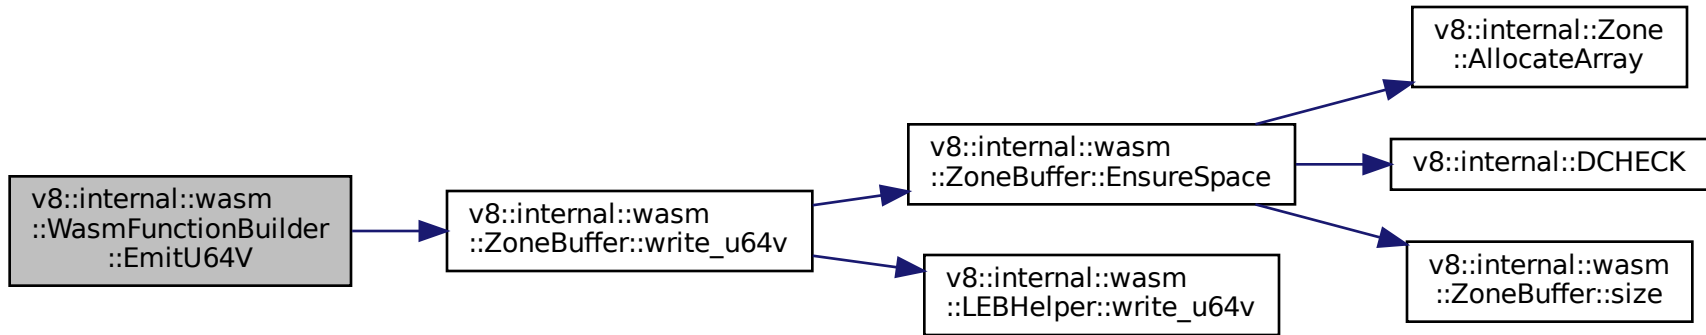 v8::internal::wasm
::WasmFunctionBuilder
::EmitU64V
v8::internal::wasm
::ZoneBuffer::write_u64v
v8::internal::wasm
::ZoneBuffer::EnsureSpace
v8::internal::Zone
::AllocateArray
v8::internal::DCHECK
v8::internal::wasm
::ZoneBuffer::size
v8::internal::wasm
::LEBHelper::write_u64v